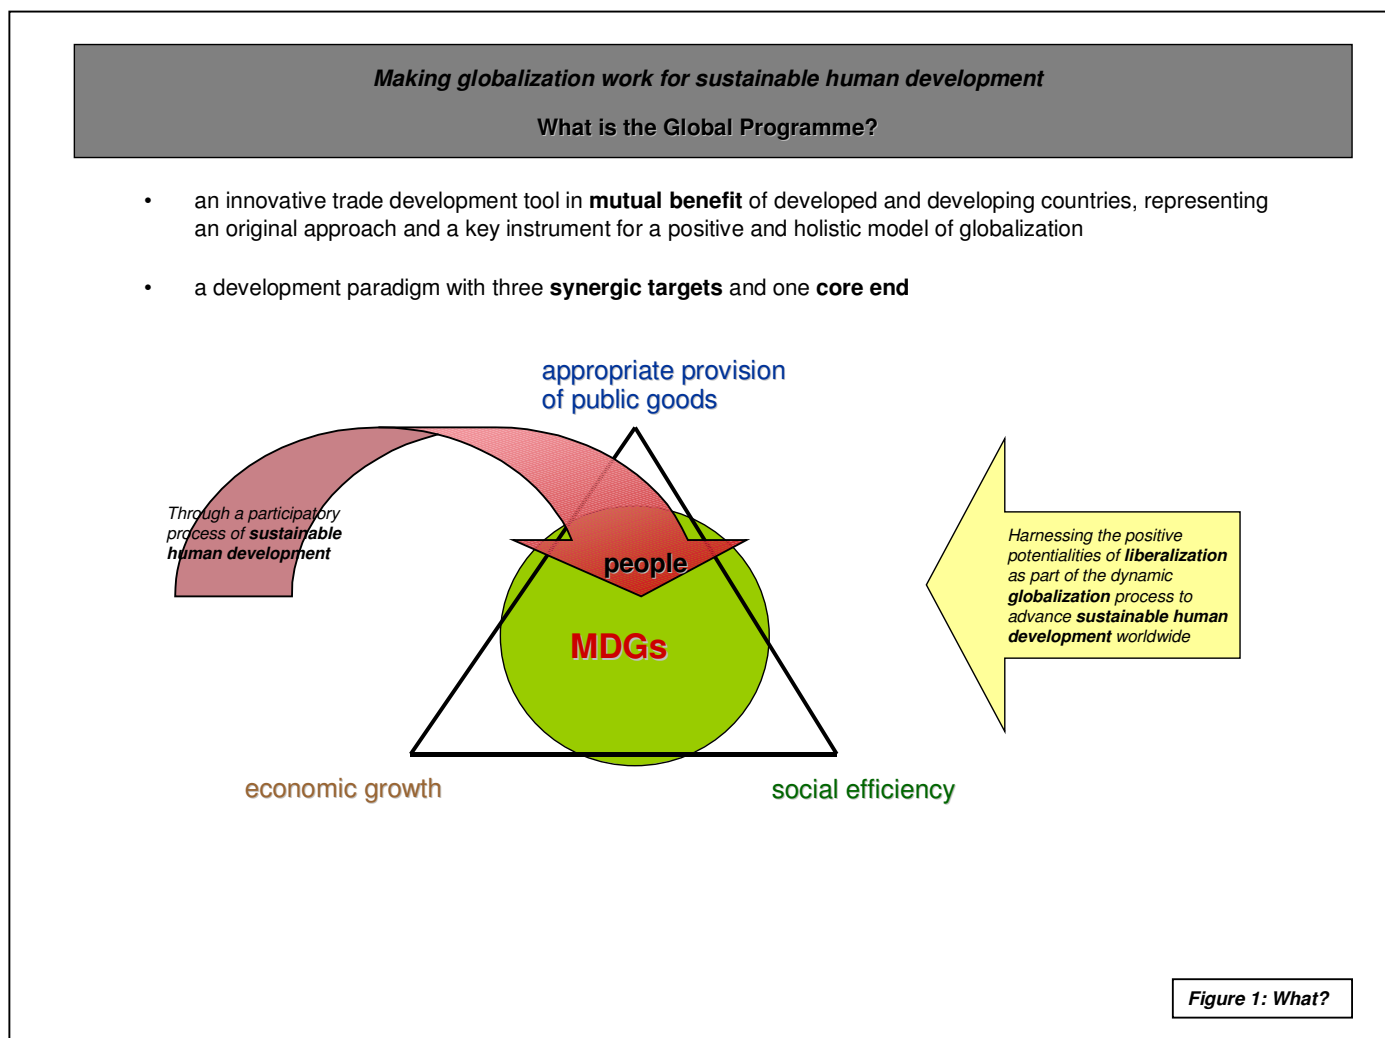 Making globalization work for sustainable human development
What is the Global Programme?
• an innovative trade development tool in mutual benefit of developed and developing countries, representing
an original approach and a key instrument for a positive and holistic model of globalization
• a development paradigm with three synergic targets and one core end
appropriate provision
of public goods
Through a participatory
process of sustainable
human development
people
MDGs
Harnessing the positive
potentialities of liberalization
as part of the dynamic
globalization process to
advance sustainable human
development worldwide
economic growth
social efficiency
Figure 1: What?